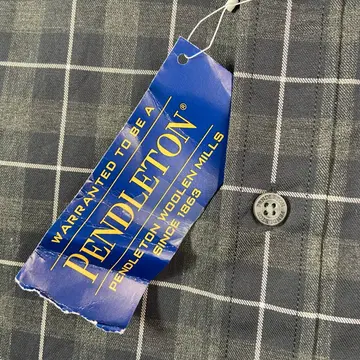 WARRANTED TO BE A
PENDLETON®
PENDLETON WOOLEN MILLS
SINCE 1863